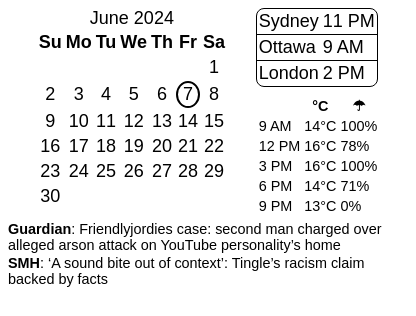 June 2024
Su Mo Tu We Th Fr Sa
1
2 3 4 5 6 7 8
9 10 11 12 13 14 15
16 17 18 19 20 21 22
23 24 25 26 27 28 29
30
Sydney 11 PM
Ottawa 9 AM
London 2 PM
°C ☂
9 AM 14°C 100%
12 PM 16°C 78%
3 PM 16°C 100%
6 PM 14°C 71%
9 PM 13°C 0%
Guardian: Friendlyjordies case: second man charged over
alleged arson attack on YouTube personality’s home
SMH: ‘A sound bite out of context’: Tingle’s racism claim
backed by facts